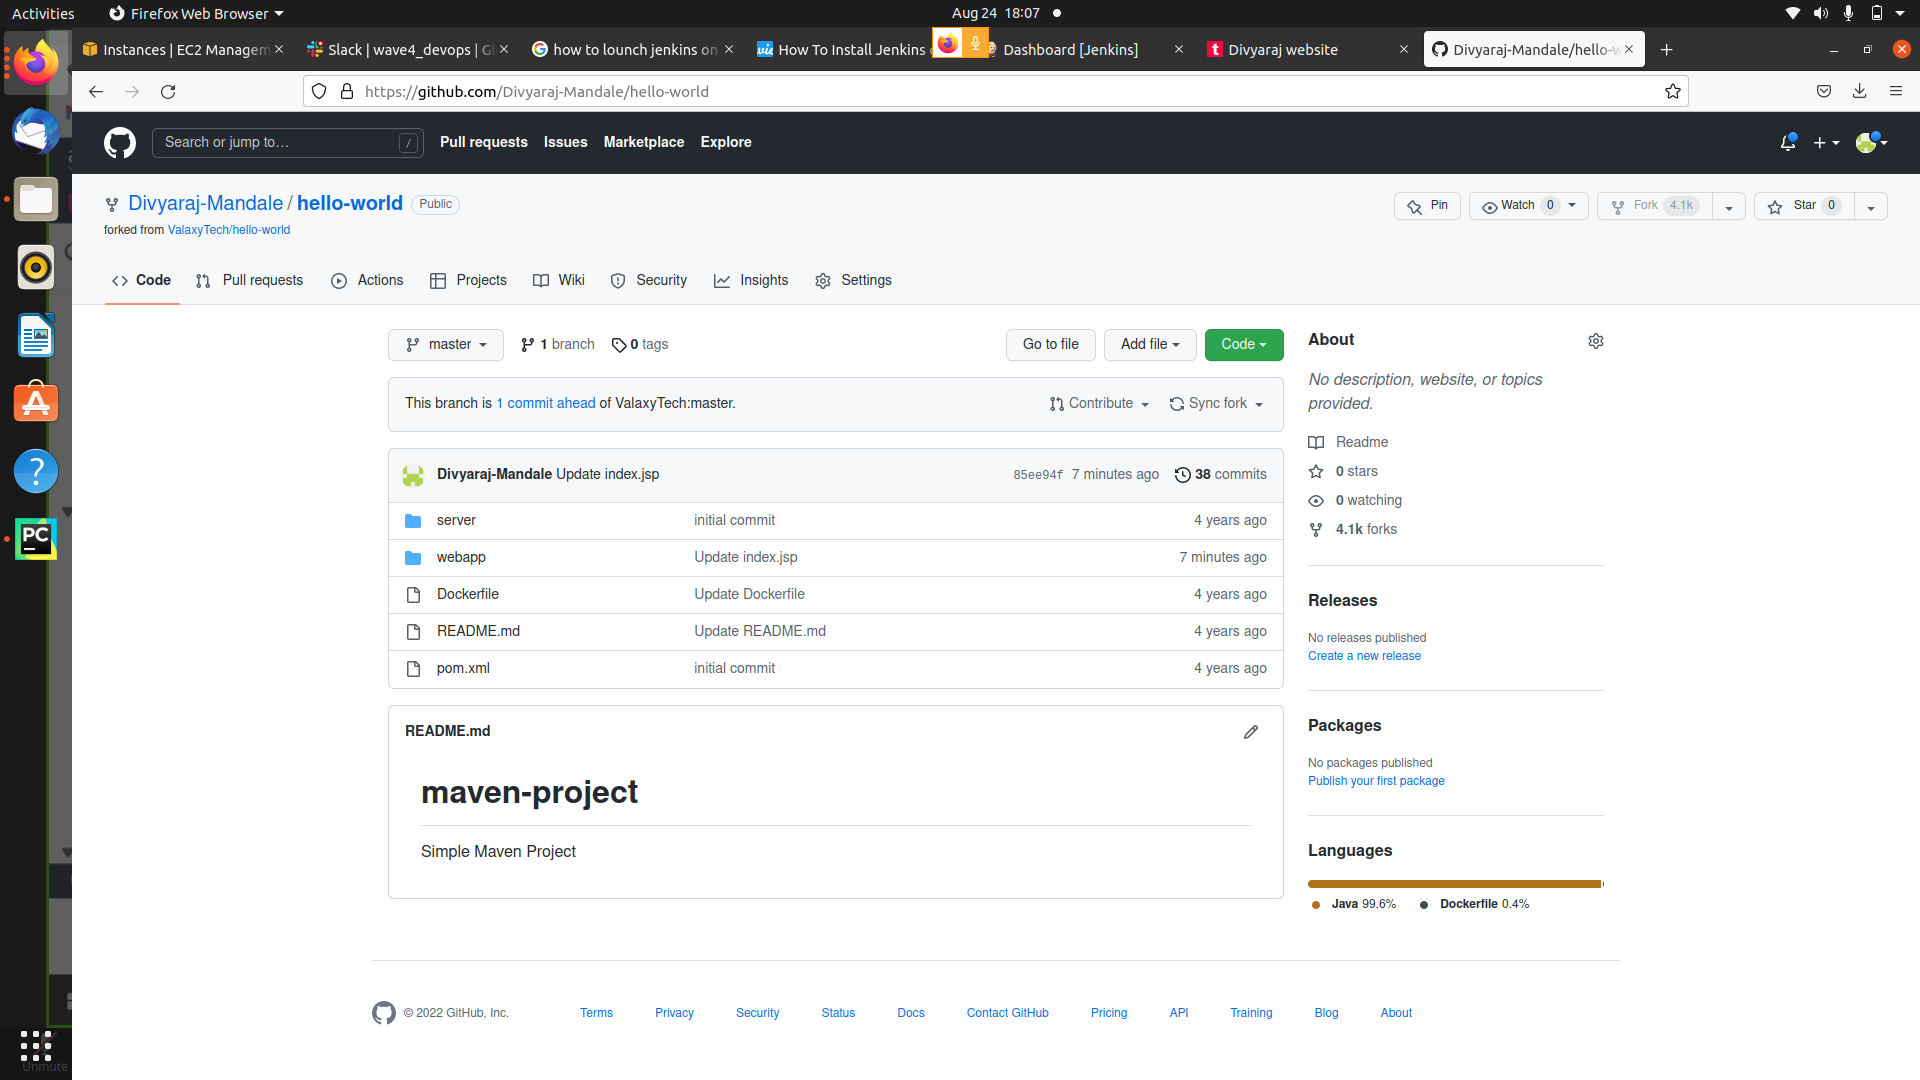 Activities
Firefox Web Browser
Aug 24 18:07
Instances | EC2 Managem
Slack | wave4_devops | Gl
how to lounch jenkins on
How To Install Jenkins
Dashboard [Jenkins]
Divyaraj website
Divyaraj-Mandale/hello-w
https://github.com/Divyaraj-Mandale/hello-world
Search or jump to...
/
Pull requests
Issues
Marketplace
Explore
Divyaraj-Mandale / hello-world
Public
Pin
Watch 0
Fork 4.1k
Star 0
forked from ValaxyTech/hello-world
Code
Pull requests
Actions
Projects
Wiki
Security
Insights
Settings
master
1 branch
0 tags
Go to file
Add file
Code
This branch is 1 commit ahead of ValaxyTech:master.
Contribute
Sync fork
Divyaraj-Mandale Update index.jsp
85ee94f 7 minutes ago
38 commits
server
initial commit
4 years ago
webapp
Update index.jsp
7 minutes ago
Dockerfile
Update Dockerfile
4 years ago
README.md
Update README.md
4 years ago
pom.xml
initial commit
4 years ago
README.md
maven-project
Simple Maven Project
About
No description, website, or topics
provided.
Readme
0 stars
0 watching
4.1k forks
Releases
No releases published
Create a new release
Packages
No packages published
Publish your first package
Languages
Java 99.6%
Dockerfile 0.4%
© 2022 GitHub, Inc.
Terms
Privacy
Security
Status
Docs
Contact GitHub
Pricing
API
Training
Blog
About
PC
Unmute